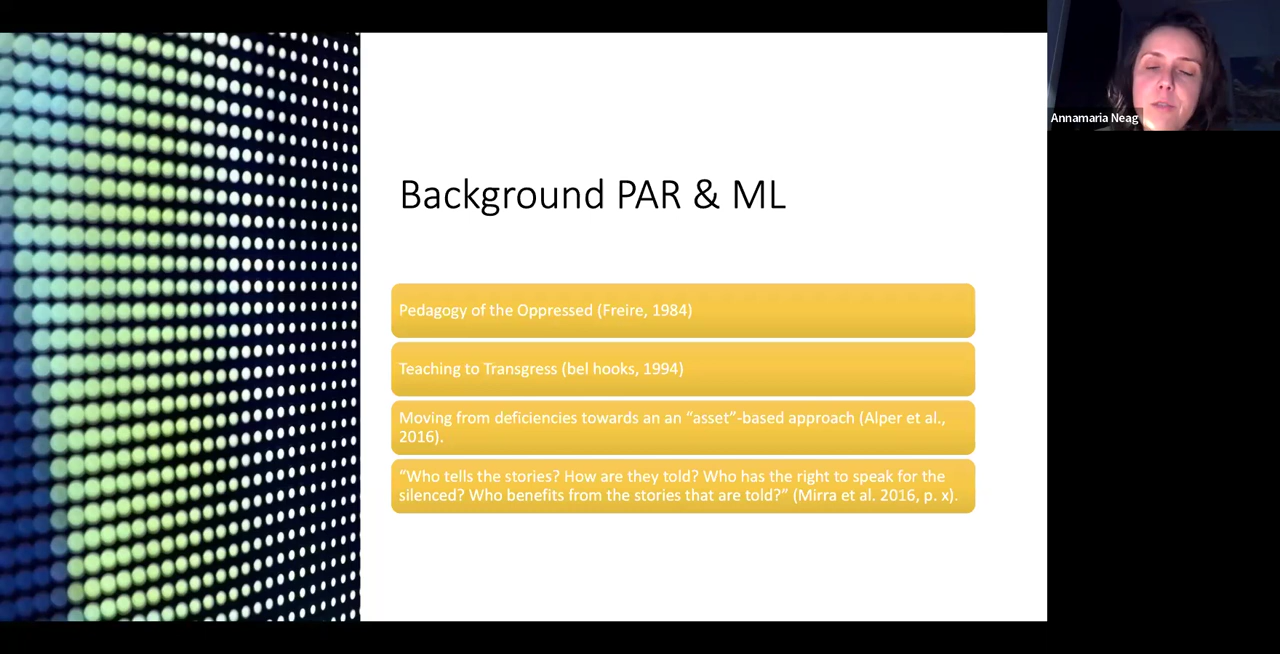 Annamaria Neag
Background PAR & ML
Pedagogy of the Oppressed (Freire, 1984)
Teaching to Transgress (bel hooks, 1994)
Moving from deficiencies towards an an “asset”-based approach (Alper et al.,
2016).
“Who tells the stories? How are they told? Who has the right to speak for the
silenced? Who benefits from the stories that are told?” (Mirra et al. 2016, p. x).